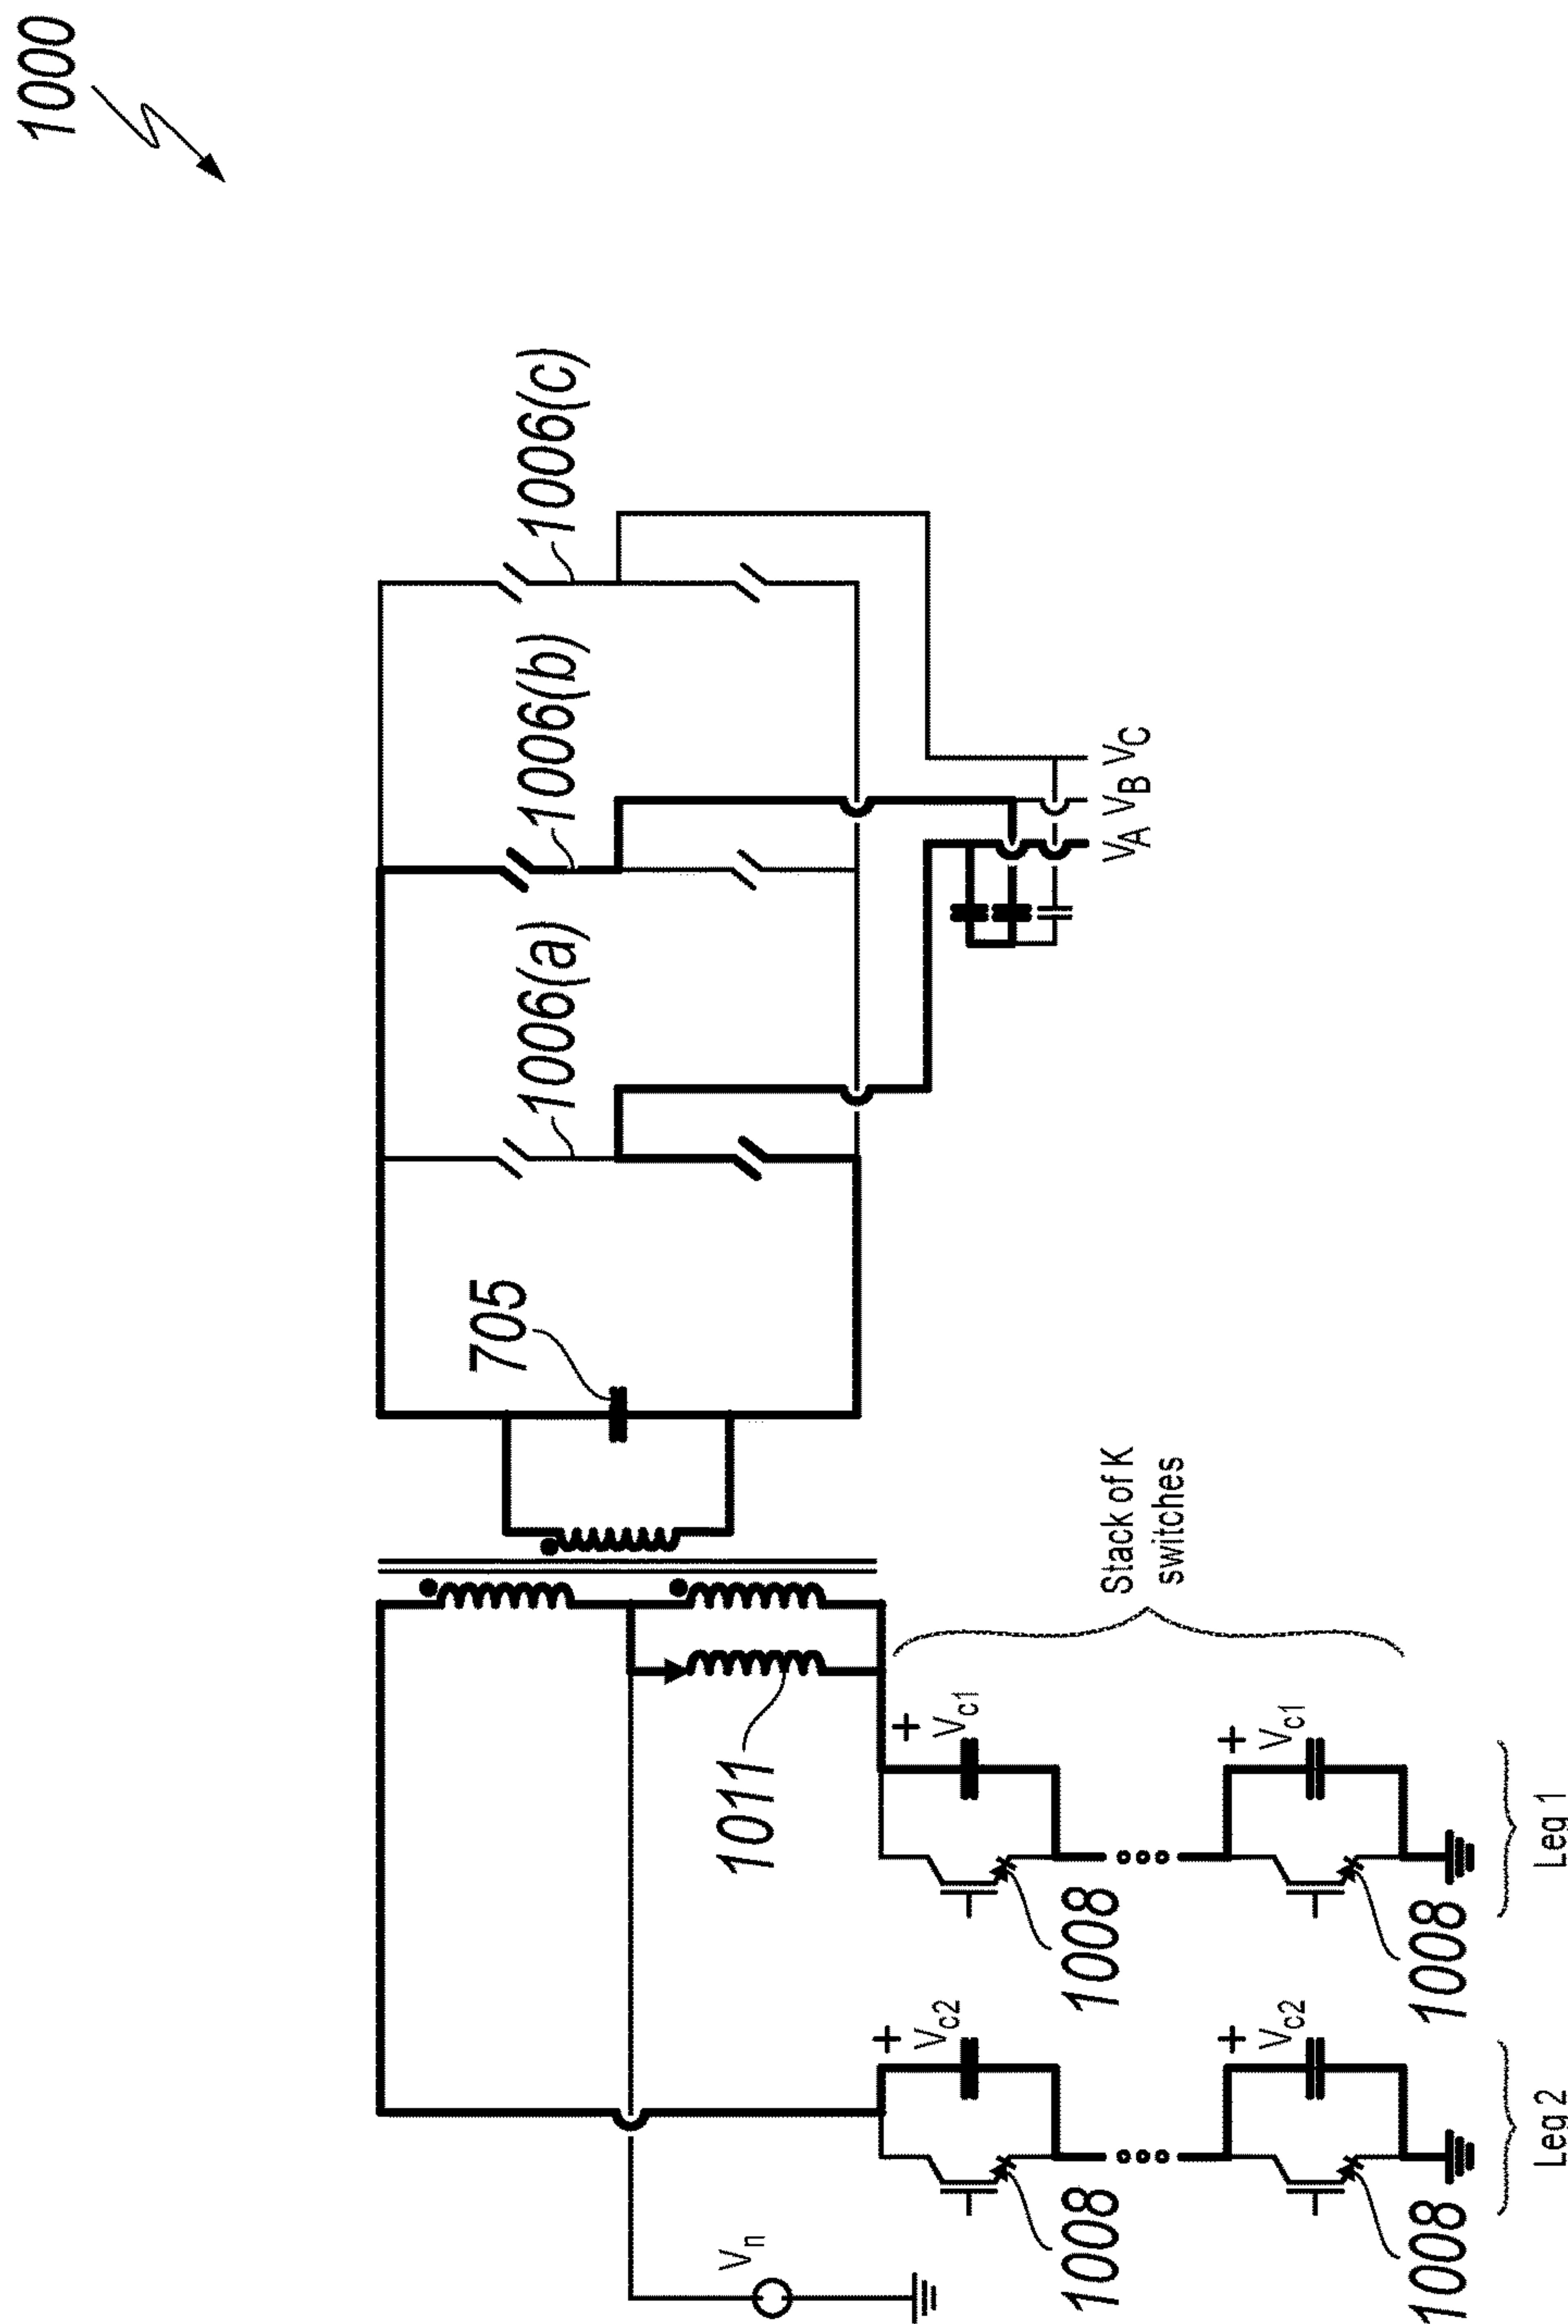 1000
1006(c)
1006(b)
1006(a)
705
VA VB VC
1011
Stack of K
switches
Vn
+
Vc2
+
Vc1
1008
1008
+
Vc2
+
Vc1
1008
1008
Leg 2
Leg 1